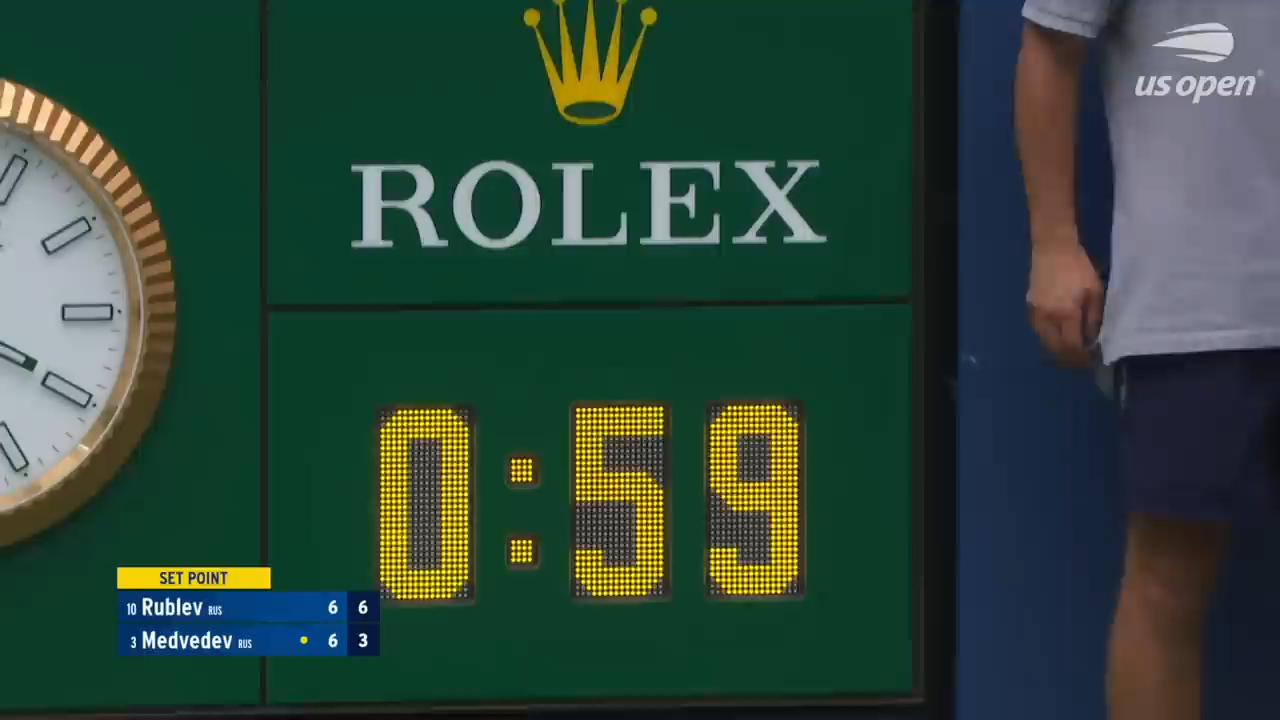 us open
ROLEX
0:59
SET POINT
10 Rublev RUS 6 6
3 Medvedev RUS 6 3